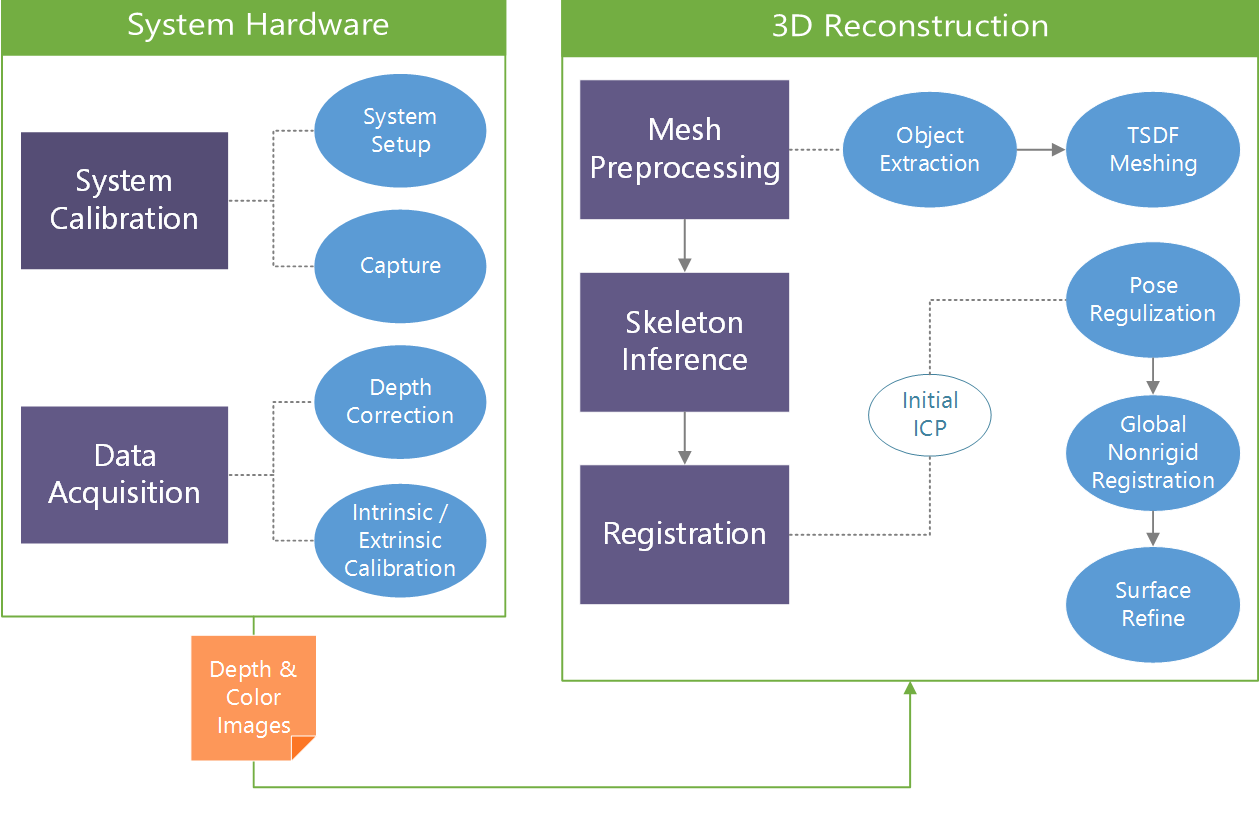 System Hardware
System
Calibration
System
Setup
Capture
Data
Acquisition
Depth
Correction
Intrinsic /
Extrinsic
Calibration
Depth &
Color
Images
3D Reconstruction
Mesh
Preprocessing
Object
Extraction
TSDF
Meshing
Skeleton
Inference
Registration
Initial
ICP
Pose
Regulization
Global
Nonrigid
Registration
Surface
Refine